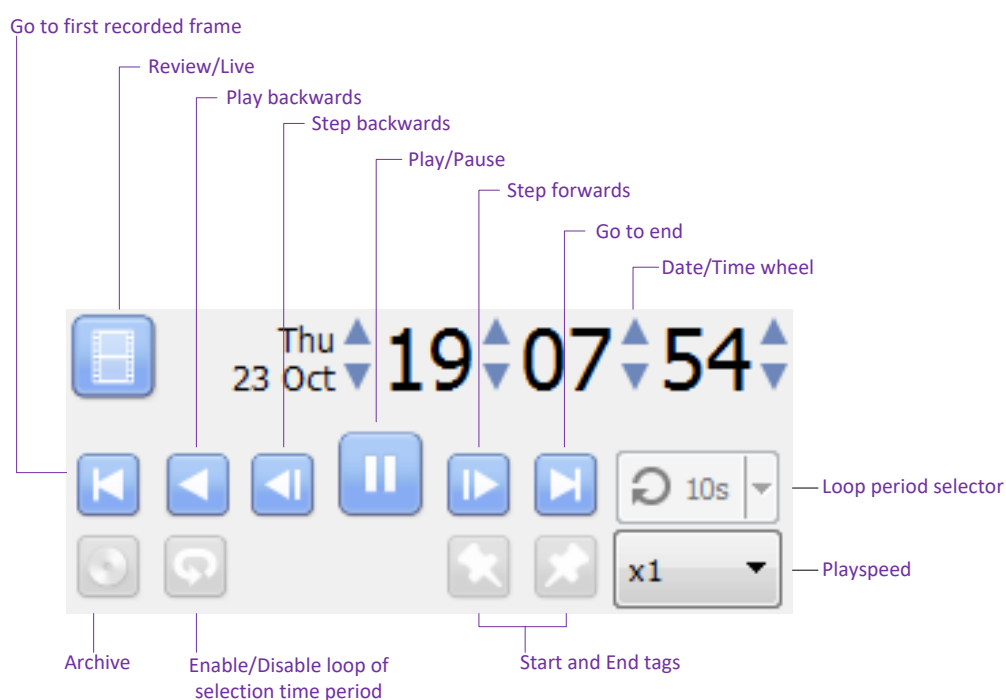 Go to first recorded frame
Review/Live
Play backwards
Step backwards
Play/Pause
Step forwards
Go to end
Date/Time wheel
Thu
23 Oct
19 07 54
10s
Loop period selector
x1
Playspeed
Archive
Enable/Disable loop of
selection time period
Start and End tags